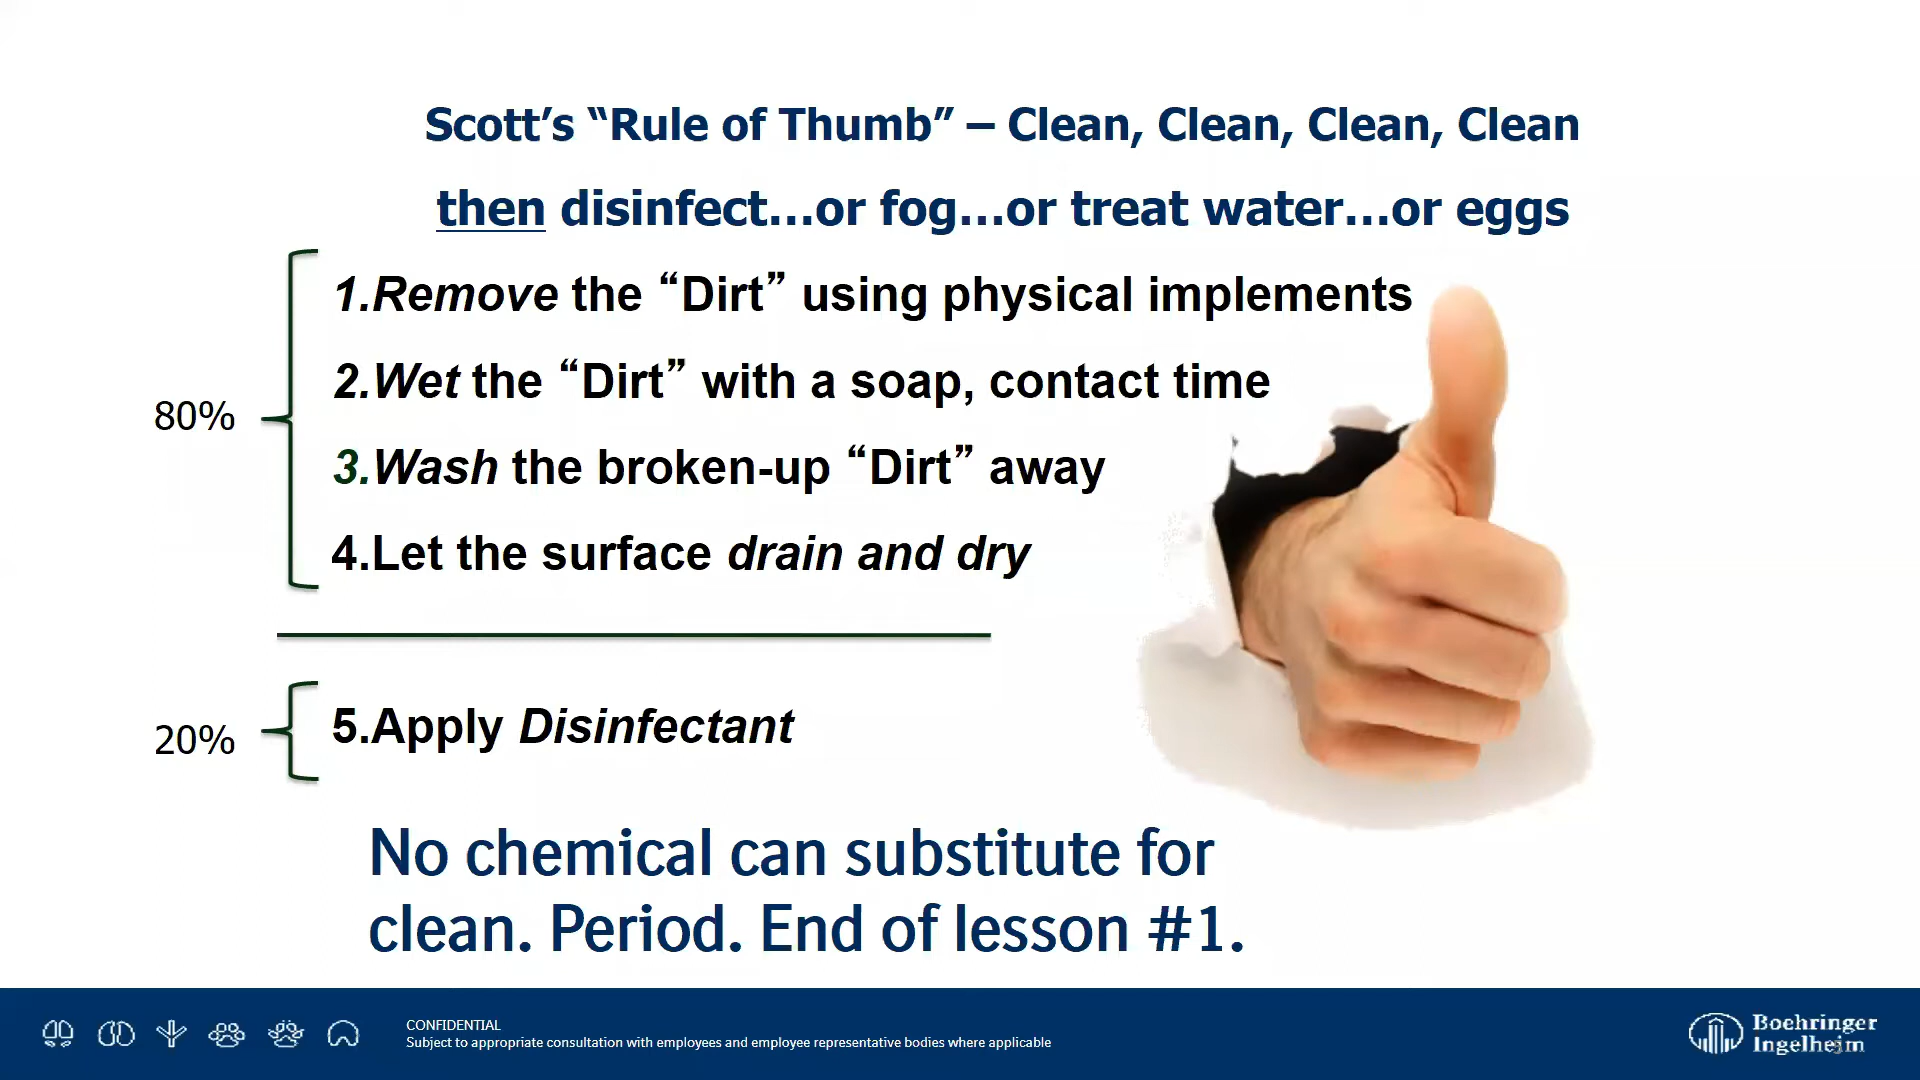 Scott’s “Rule of Thumb” – Clean, Clean, Clean, Clean
then disinfect…or fog…or treat water…or eggs
1.Remove the “Dirt” using physical implements
2.Wet the “Dirt” with a soap, contact time
80%
3.Wash the broken-up “Dirt” away
4.Let the surface drain and dry
20%
5.Apply Disinfectant
No chemical can substitute for
clean. Period. End of lesson #1.
CONFIDENTIAL
Subject to appropriate consultation with employees and employee representative bodies where applicable
Boehringer
Ingelheim